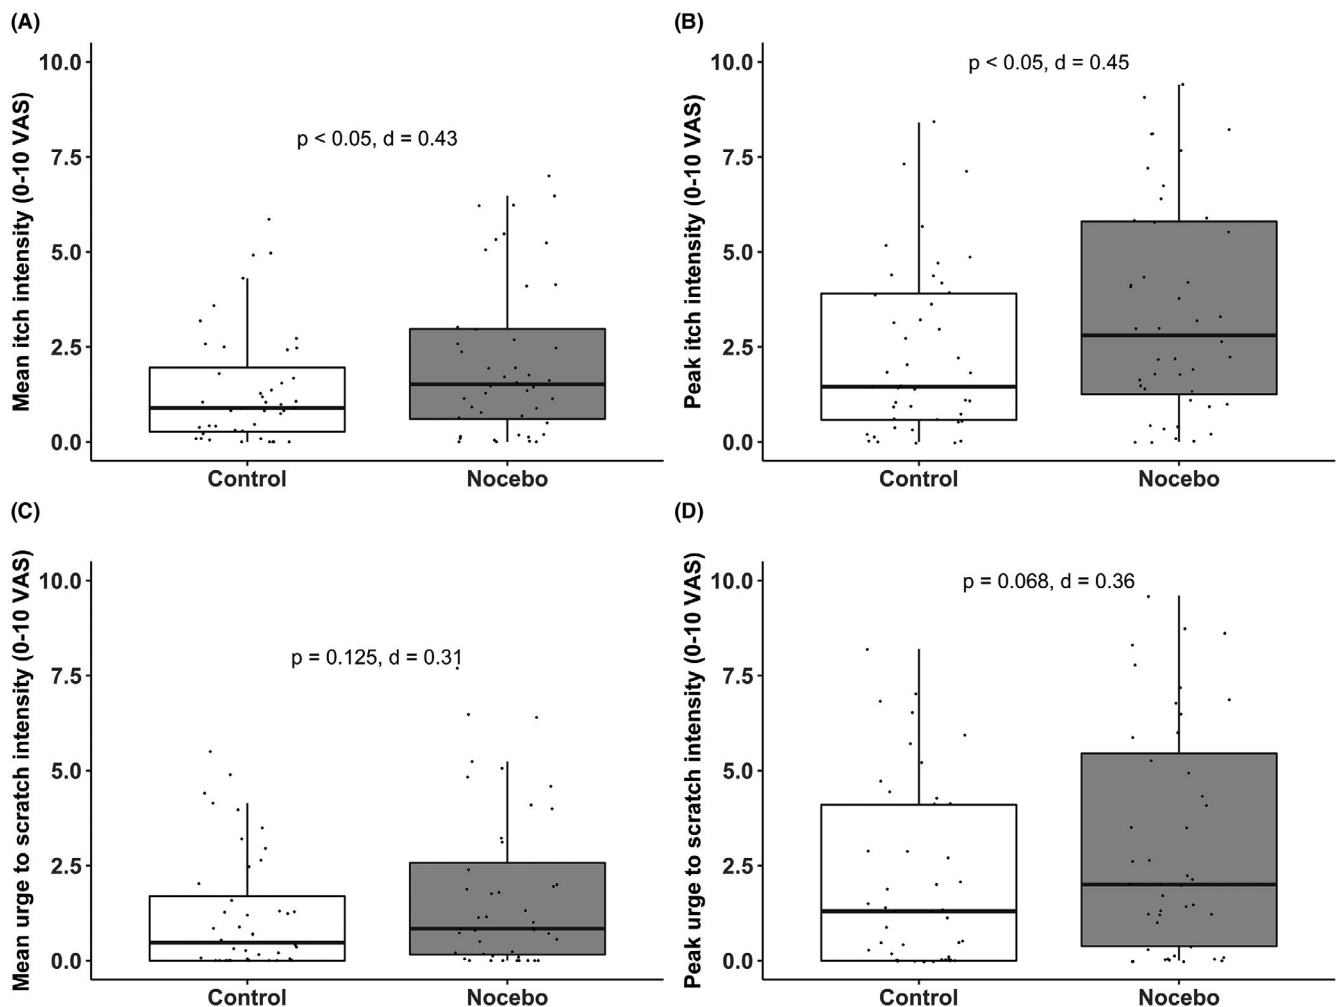 (A)
Mean itch intensity (0-10 VAS)
10.0
7.5
5.0
2.5
0.0
p < 0.05, d = 0.43
Control
Nocebo
(B)
Peak itch intensity (0-10 VAS)
10.0
7.5
5.0
2.5
0.0
p < 0.05, d = 0.45
Control
Nocebo
(C)
Mean urge to scratch intensity (0-10 VAS)
10.0
7.5
5.0
2.5
0.0
p = 0.125, d = 0.31
Control
Nocebo
(D)
Peak urge to scratch intensity (0-10 VAS)
10.0
7.5
5.0
2.5
0.0
p = 0.068, d = 0.36
Control
Nocebo